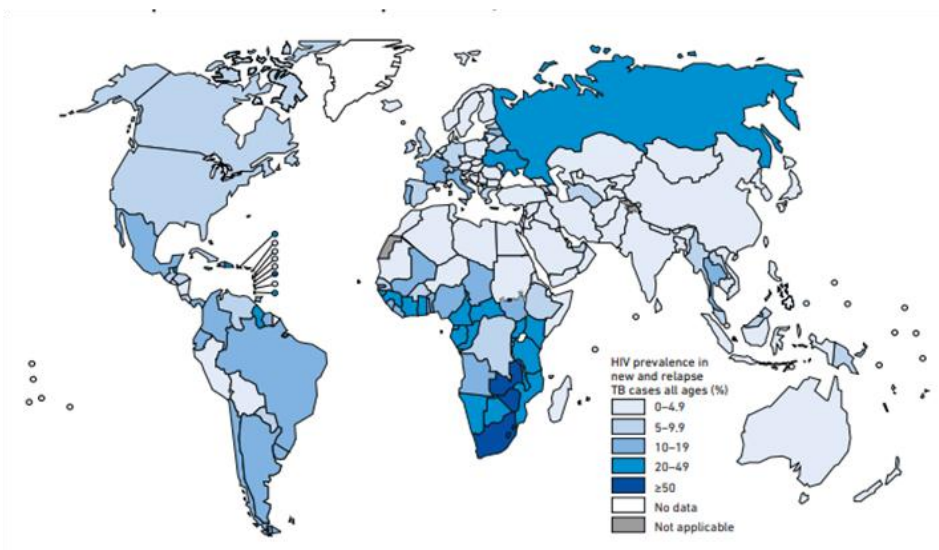 HIV prevalence in
new and relapse
TB cases all ages (%)
0–4.9
5–9.9
10–19
20–49
≥50
No data
Not applicable